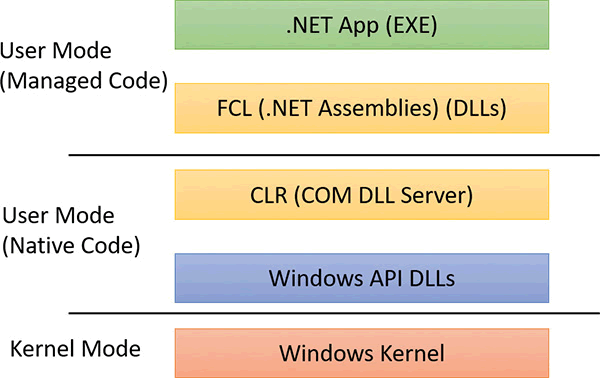 .NET App (EXE)
User Mode
(Managed Code)
FCL (.NET Assemblies) (DLLs)
CLR (COM DLL Server)
User Mode
(Native Code)
Windows API DLLs
Kernel Mode
Windows Kernel